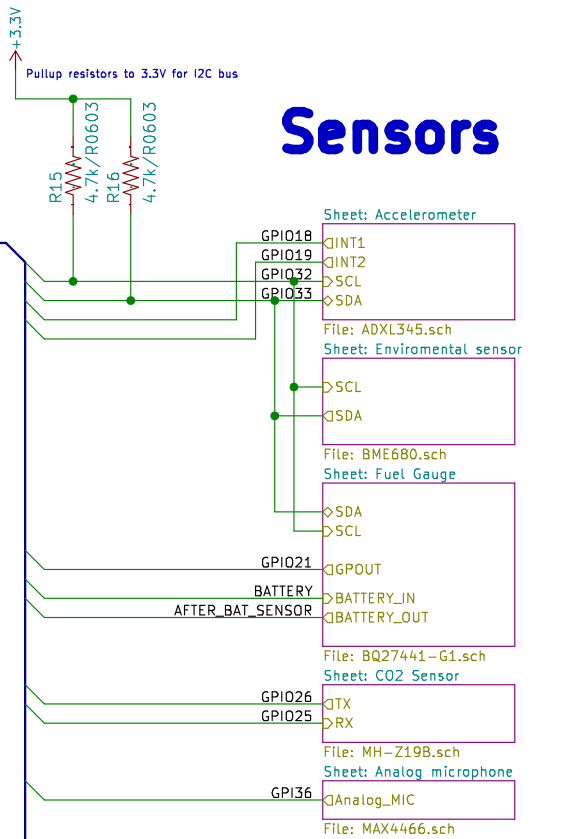 +3.3V
Pullup resistors to 3.3V for I2C bus
Sensors
R15
4.7k/R0603
R16
4.7k/R0603
Sheet: Accelerometer
GPIO18
INT1
GPIO19
INT2
GPIO32
SCL
GPIO33
SDA
File: ADXL345.sch
Sheet: Enviromental sensor
SCL
SDA
File: BME680.sch
Sheet: Fuel Gauge
SDA
SCL
GPIO21
GPOUT
BATTERY
BATTERY_IN
AFTER_BAT_SENSOR
BATTERY_OUT
File: BQ27441-G1.sch
Sheet: CO2 Sensor
GPIO26
TX
GPIO25
RX
File: MH-Z19B.sch
Sheet: Analog microphone
GPI36
Analog_MIC
File: MAX4466.sch